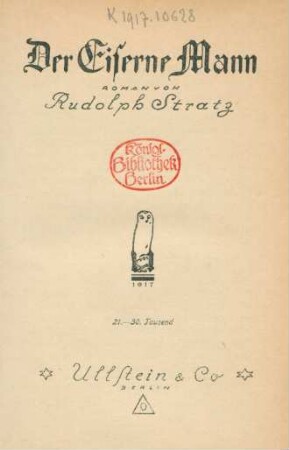 K 1917.10628
Der Eiserne Mann
ROMAN VON
Rudolph Stratz
Königl.
Bibliothek
Berlin
1917
21.—30. Tausend
Ullstein & Co
BERLIN